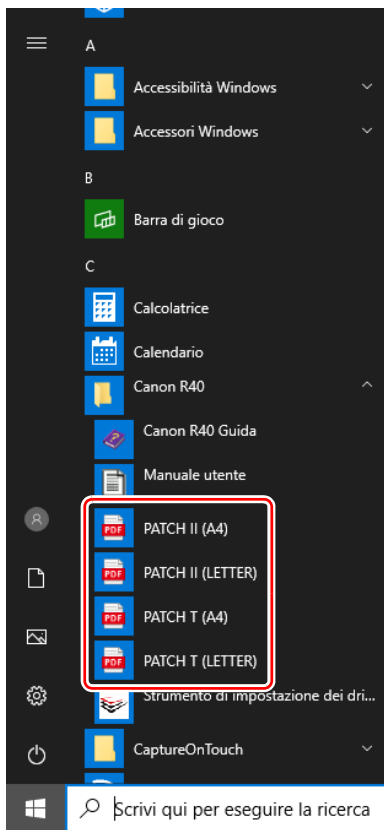 A
Accessibilità Windows
Accessori Windows
B
Barra di gioco
C
Calcolatrice
Calendario
Canon R40
Canon R40 Guida
Manuale utente
PDF PATCH II (A4)
PDF PATCH II (LETTER)
PDF PATCH T (A4)
PDF PATCH T (LETTER)
Strumento di impostazione dei dri...
CaptureOnTouch
Scrivi qui per eseguire la ricerca